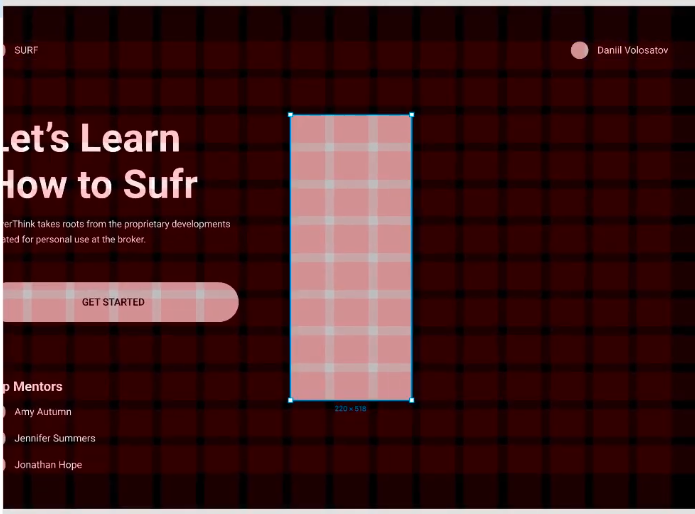 SURF
Daniil Volosatov
Let's Learn
How to Sufr
verThink takes roots from the proprietary developments
ated for personal use at the broker.
GET STARTED
p Mentors
Amy Autumn
Jennifer Summers
Jonathan Hope
220 × 518